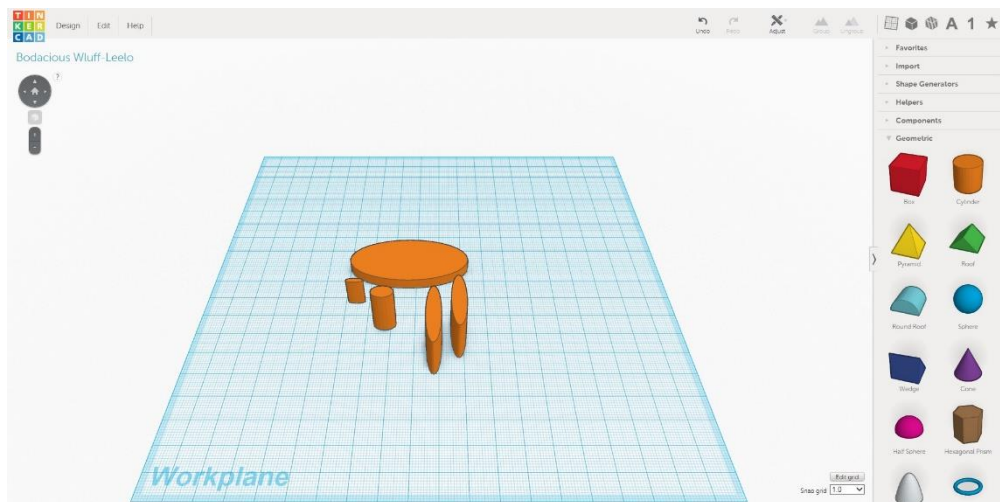 TIN
KER
CAD
Design
Edit
Help
Undo
Redo
Adjust
Group
Ungroup
A 1
Bodacious Wluff-Leelo
?
Favorites
Import
Shape Generators
Helpers
Components
Geometric
Box
Cylinder
Pyramid
Roof
Round Roof
Sphere
Wedge
Cone
Half Sphere
Hexagonal Prism
Workplane
Edit grid
Snap grid 1.0